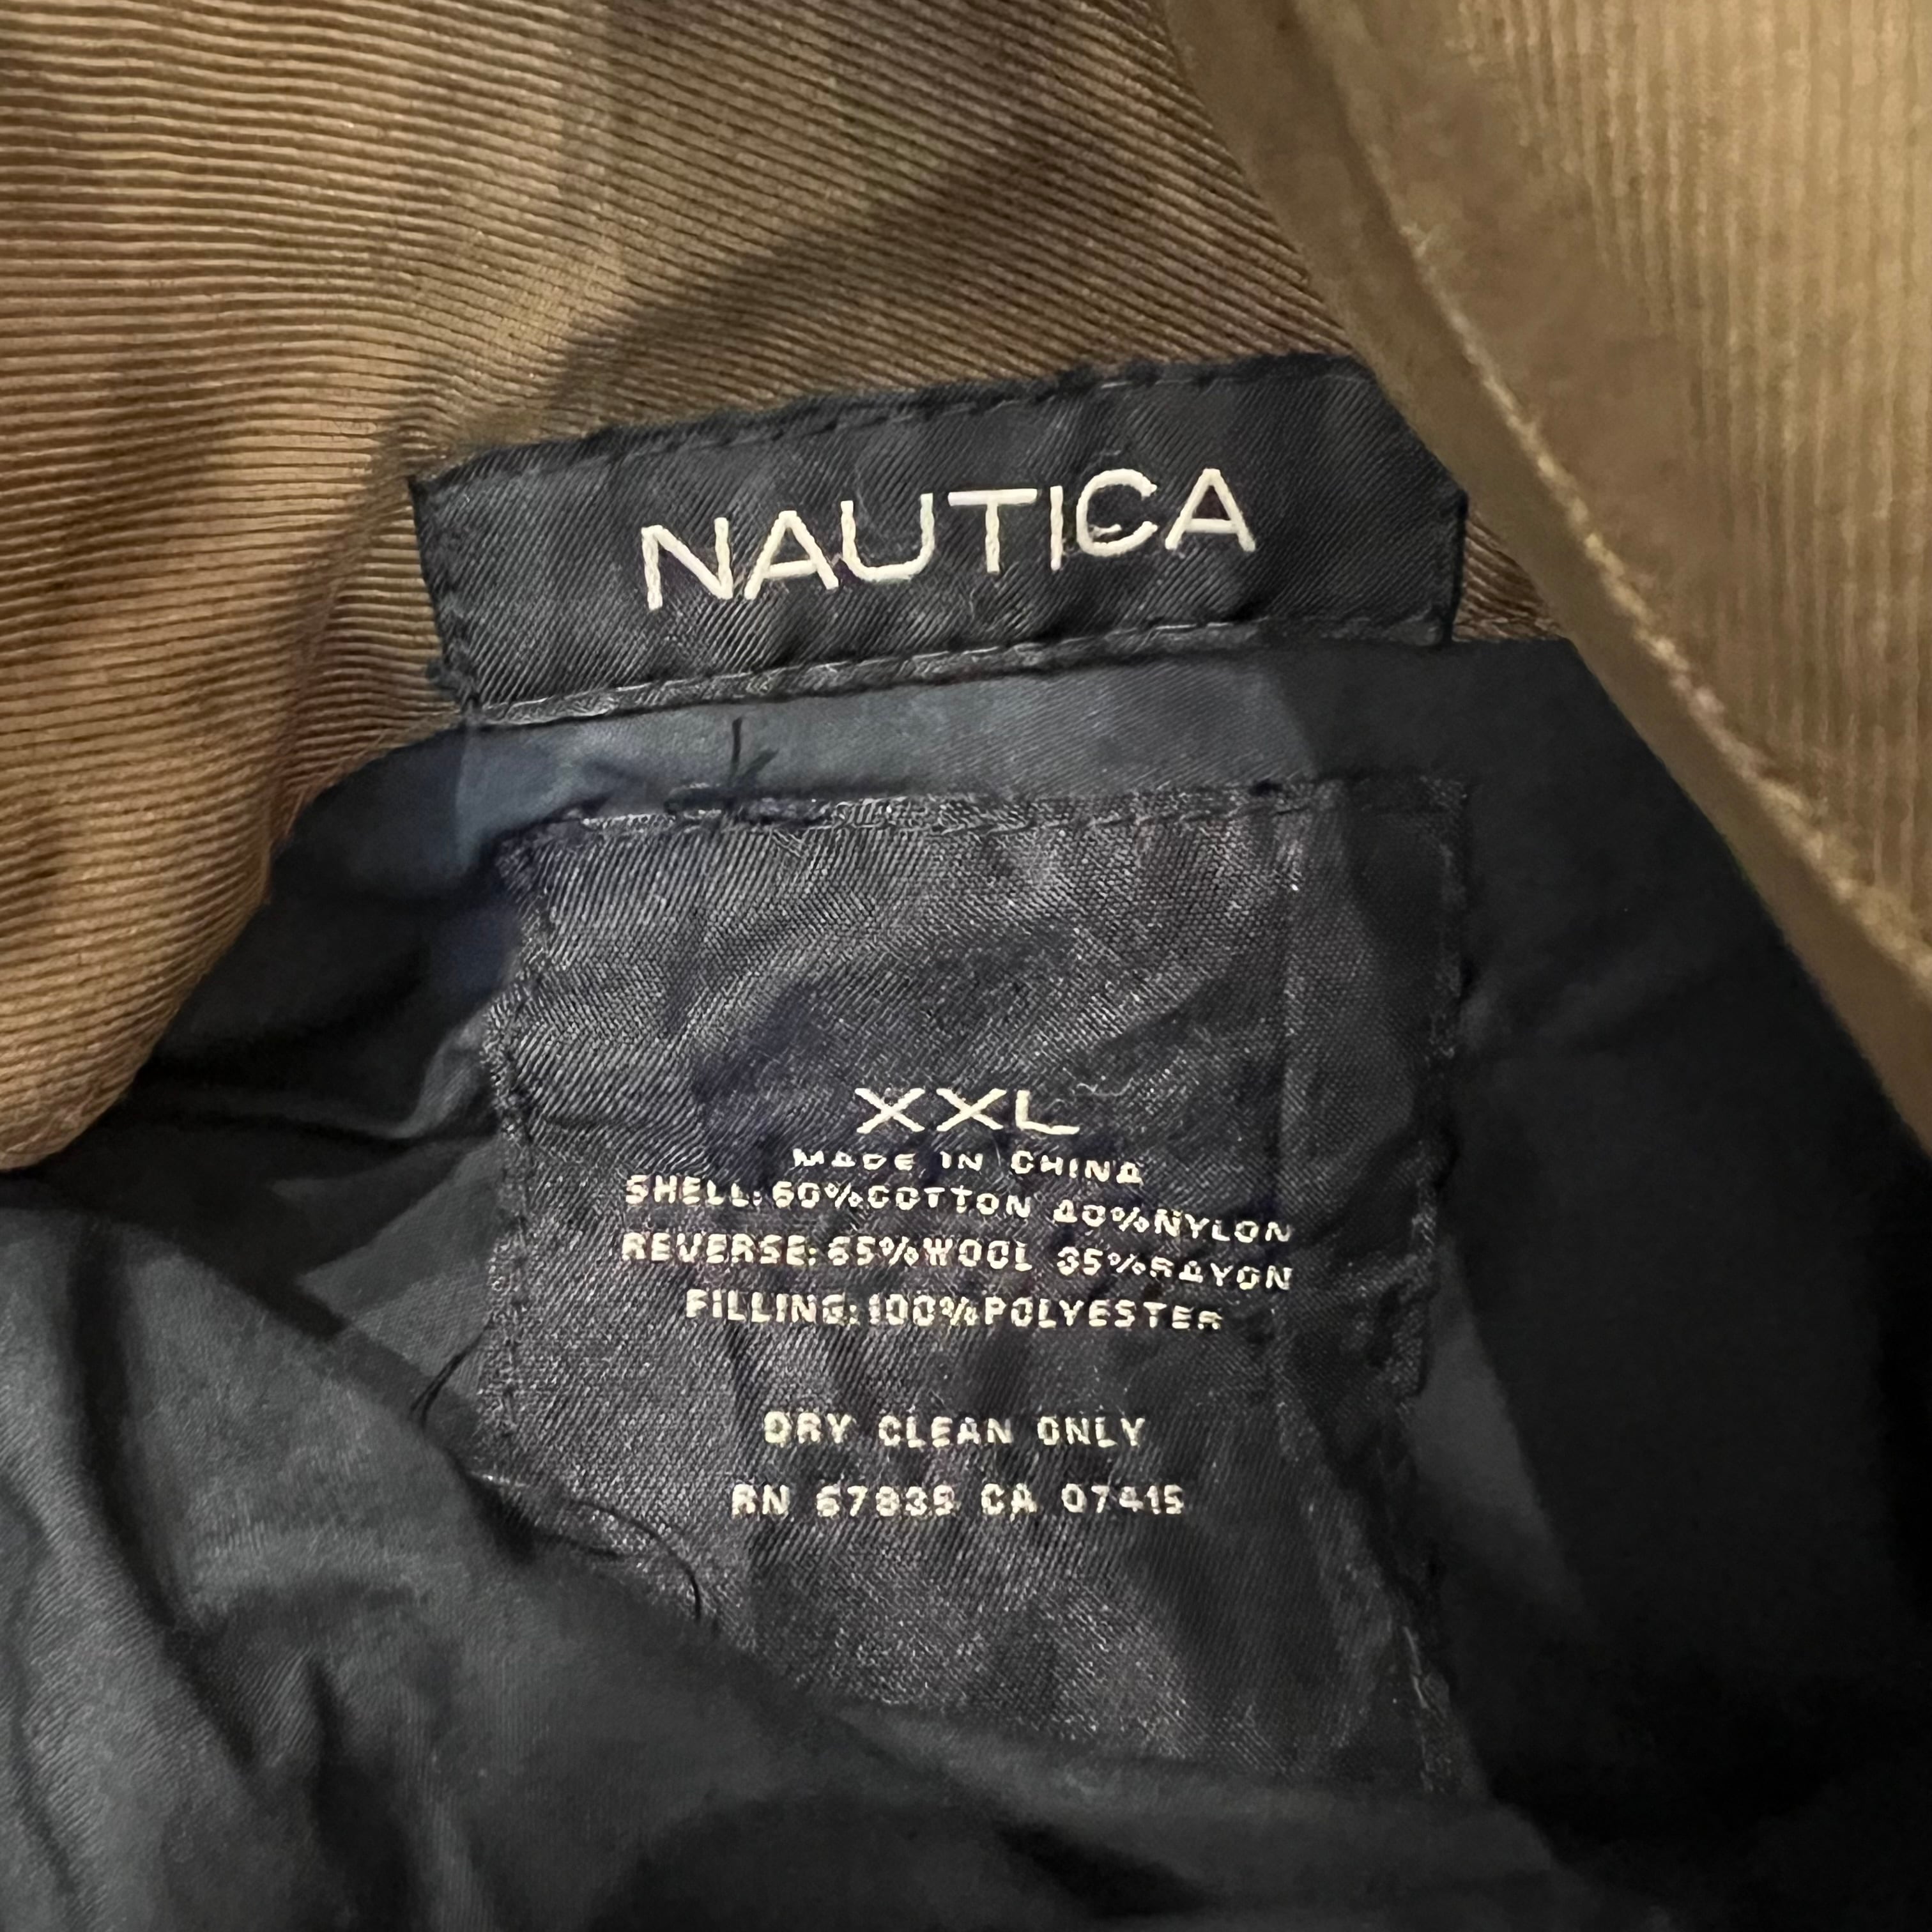 NAUTICA
XXL
MADE IN CHINA
SHELL: 60%COTTON 40%NYLON
REVERSE: 65%WOOL 35%RAYON
FILLING: 100%POLYESTER
DRY CLEAN ONLY
RN 67835 CA 07415